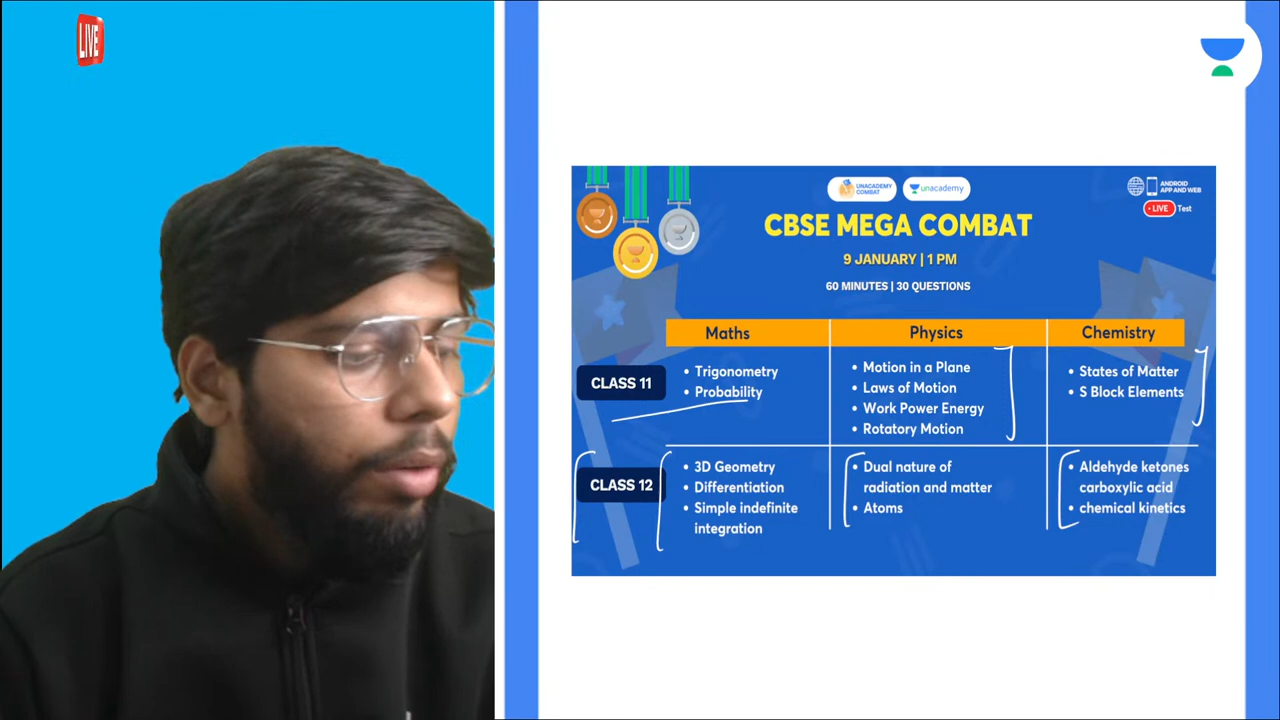 LIVE
UNACADEMY
COMBAT
unacademy
ANDROID
APP AND WEB
LIVE Test
CBSE MEGA COMBAT
9 JANUARY | 1 PM
60 MINUTES | 30 QUESTIONS
Maths Physics Chemistry
CLASS 11
• Trigonometry
• Probability
• Motion in a Plane
• Laws of Motion
• Work Power Energy
• Rotatory Motion
• States of Matter
• S Block Elements
CLASS 12
• 3D Geometry
• Differentiation
• Simple indefinite
integration
• Dual nature of
radiation and matter
• Atoms
• Aldehyde ketones
carboxylic acid
• chemical kinetics